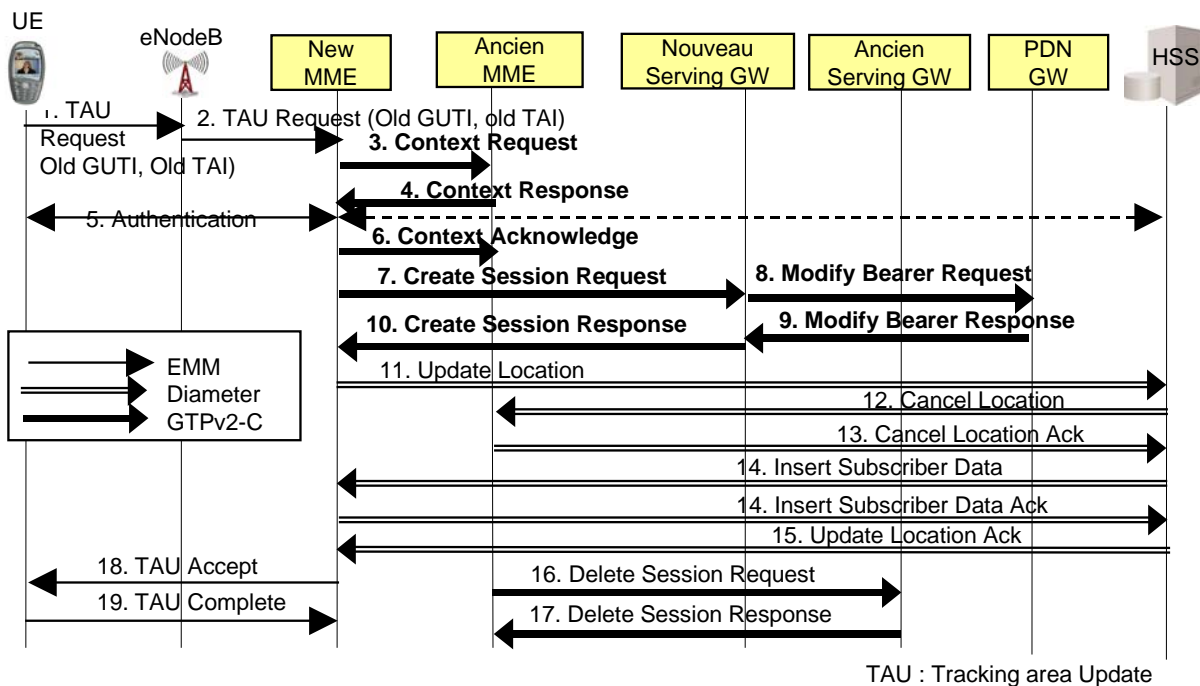 UE
eNodeB
New
MME
Ancien
MME
Nouveau
Serving GW
Ancien
Serving GW
PDN
GW
HSS
1. TAU
Request
Old GUTI, Old TAI)
2. TAU Request (Old GUTI, old TAI)
3. Context Request
4. Context Response
5. Authentication
6. Context Acknowledge
7. Create Session Request
8. Modify Bearer Request
9. Modify Bearer Response
10. Create Session Response
EMM
Diameter
GTPv2-C
11. Update Location
12. Cancel Location
13. Cancel Location Ack
14. Insert Subscriber Data
14. Insert Subscriber Data Ack
15. Update Location Ack
18. TAU Accept
16. Delete Session Request
19. TAU Complete
17. Delete Session Response
TAU : Tracking area Update